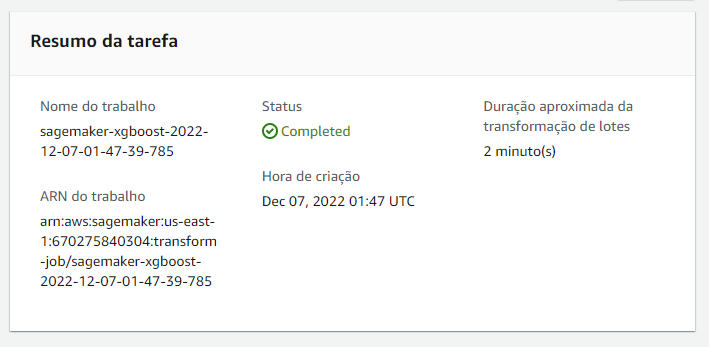 Resumo da tarefa
Nome do trabalho
sagemaker-xgboost-2022-
12-07-01-47-39-785
ARN do trabalho
arn:aws:sagemaker:us-east-
1:670275840304:transform
-job/sagemaker-xgboost-
2022-12-07-01-47-39-785
Status
Completed
Hora de criação
Dec 07, 2022 01:47 UTC
Duração aproximada da
transformação de lotes
2 minuto(s)